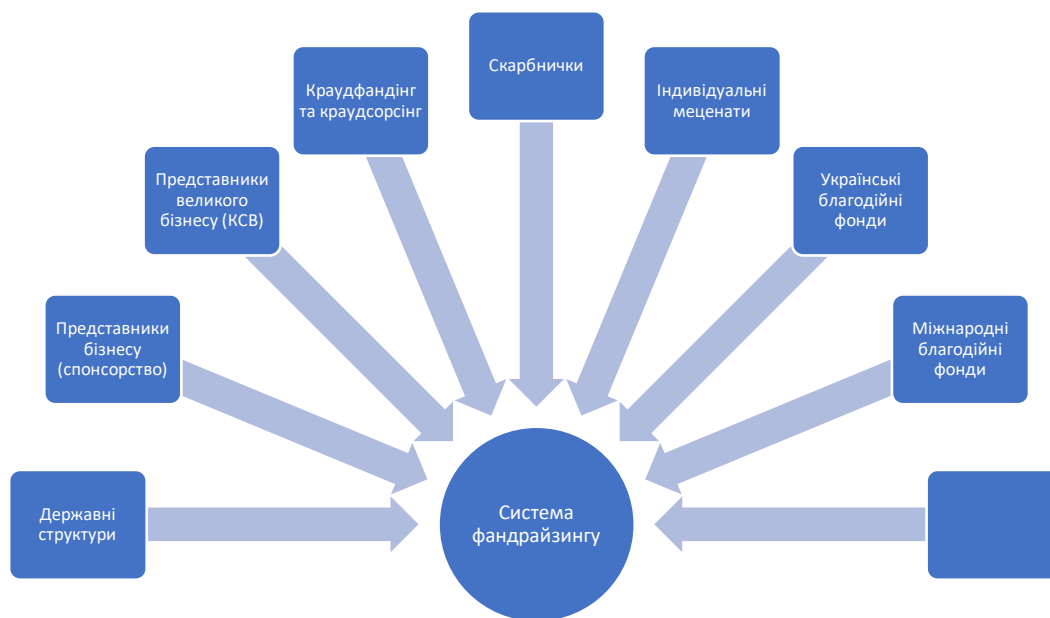 Скарбнички
Краудфандінг
та краудсорсінг
Індивідуальні
меценати
Представники
великого
бізнесу (КСВ)
Українські
благодійні
фонди
Представники
бізнесу
(спонсорство)
Міжнародні
благодійні
фонди
Державні
структури
Система
фандрайзингу